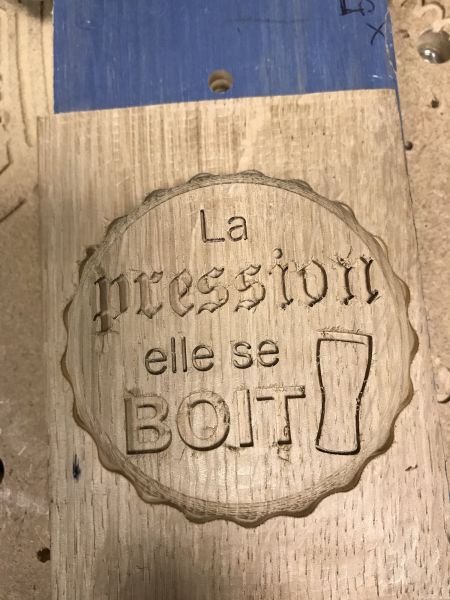 La
pression
elle se
BOIT